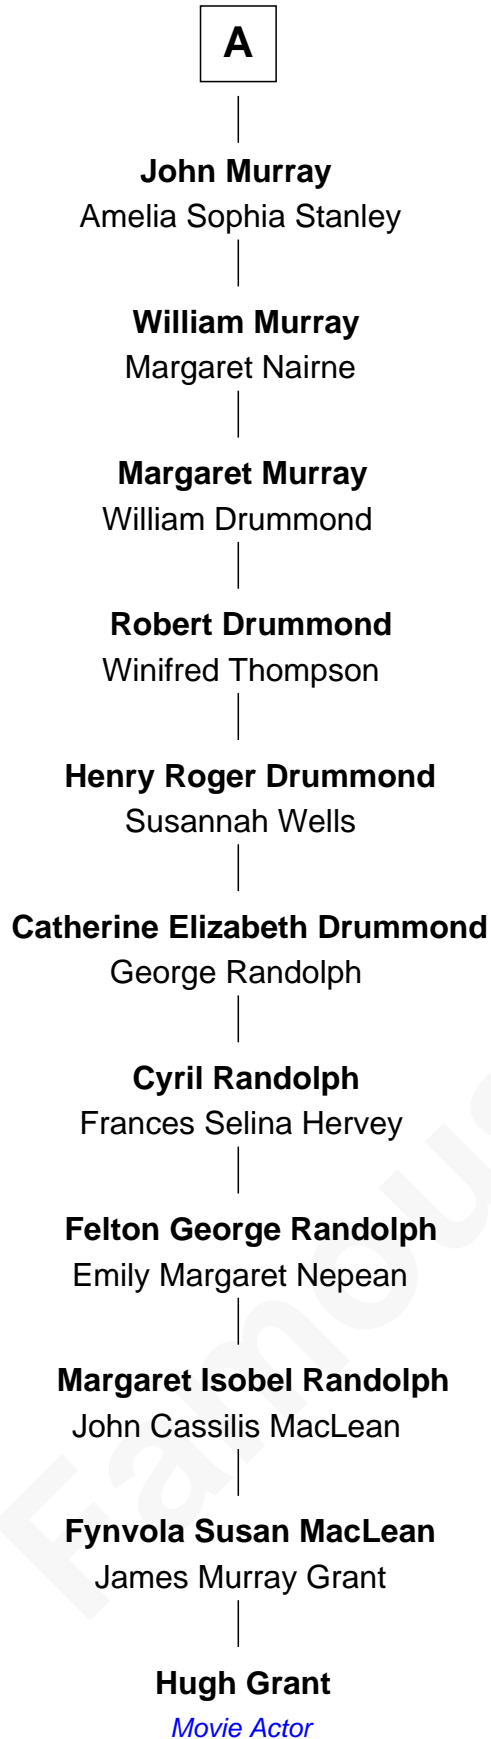 A
John Murray
Amelia Sophia Stanley
William Murray
Margaret Nairne
Margaret Murray
William Drummond
Robert Drummond
Winifred Thompson
Henry Roger Drummond
Susannah Wells
Catherine Elizabeth Drummond
George Randolph
Cyril Randolph
Frances Selina Hervey
Felton George Randolph
Emily Margaret Nepean
Margaret Isobel Randolph
John Cassilis MacLean
Fynvola Susan MacLean
James Murray Grant
Hugh Grant
Movie Actor
Famous